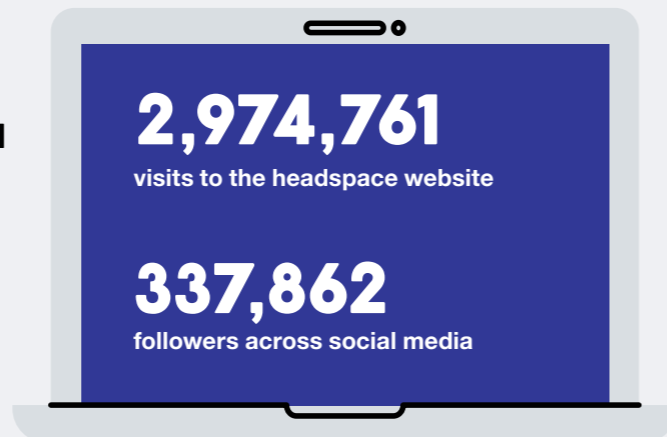 2,974,761
visits to the headspace website
337,862
followers across social media